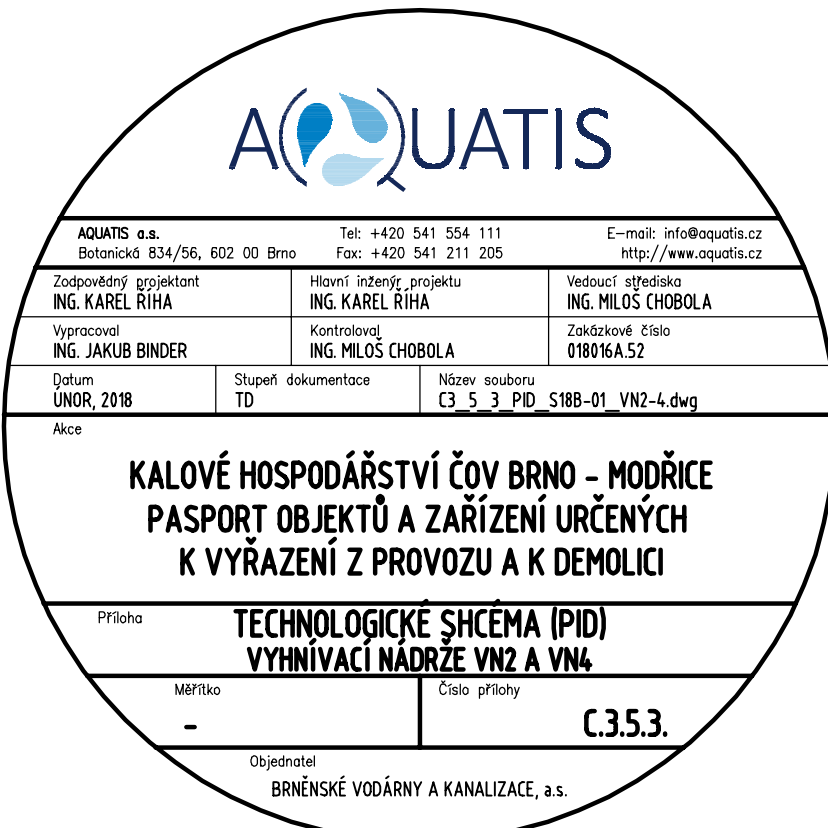 AQUATIS
AQUATIS a.s. Tel: +420 541 554 111 E-mail: info@aquatis.cz
Botanická 834/56, 602 00 Brno Fax: +420 541 211 205 http://www.aquatis.cz
Zodpovědný projektant Hlavní inženýr projektu Vedoucí střediska
ING. KAREL ŘÍHA ING. KAREL ŘÍHA ING. MILOŠ CHOBOLA
Vypracoval Kontroloval Zakázkové číslo
ING. JAKUB BINDER ING. MILOŠ CHOBOLA 018016A.52
Datum Stupeň dokumentace Název souboru
ÚNOR, 2018 TD C3_5_3_PID_S18B-01_VN2-4.dwg
Akce
KALOVÉ HOSPODÁŘSTVÍ ČOV BRNO - MODŘICE
PASPORT OBJEKTŮ A ZAŘÍZENÍ URČENÝCH
K VYŘAZENÍ Z PROVOZU A K DEMOLICI
Příloha TECHNOLOGICKÉ SHCÉMA (PID)
VYHNÍVACÍ NÁDRŽE VN2 A VN4
Měřítko Číslo přílohy
- C.3.5.3.
Objednatel
BRNĚNSKÉ VODÁRNY A KANALIZACE, a.s.